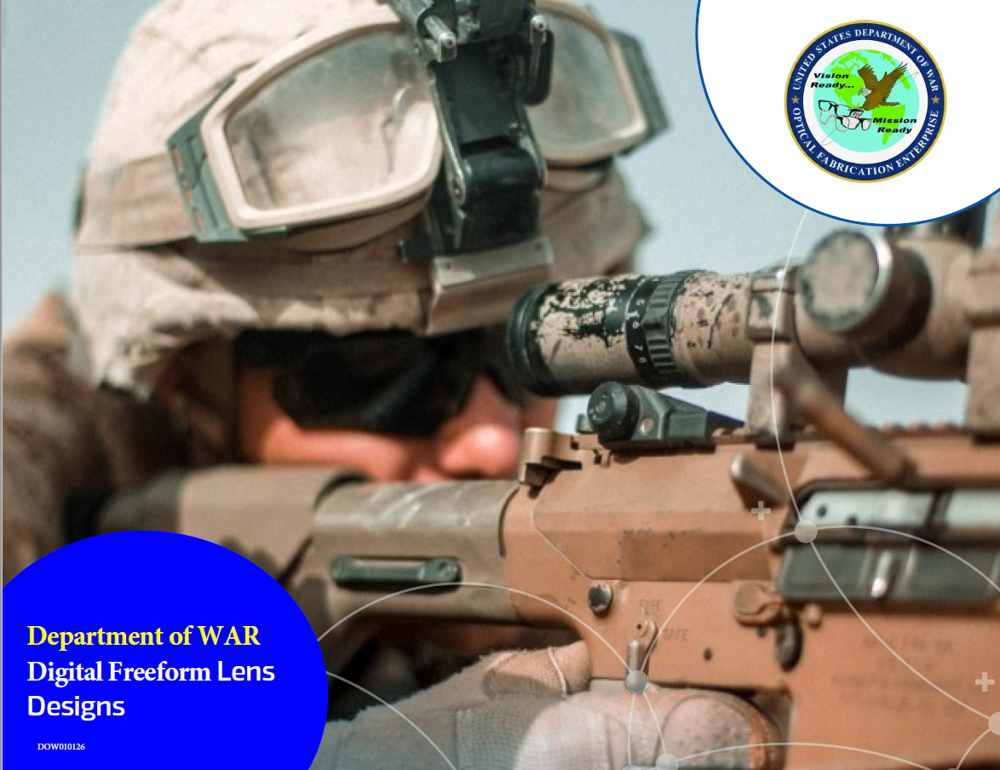 UNITED STATES DEPARTMENT OF WAR
Vision
Ready...
Mission
Ready
OPTICAL FABRICATION ENTERPRISE
FIRE
SAFE
Department of WAR
Digital Freeform Lens
Designs
DOW010126